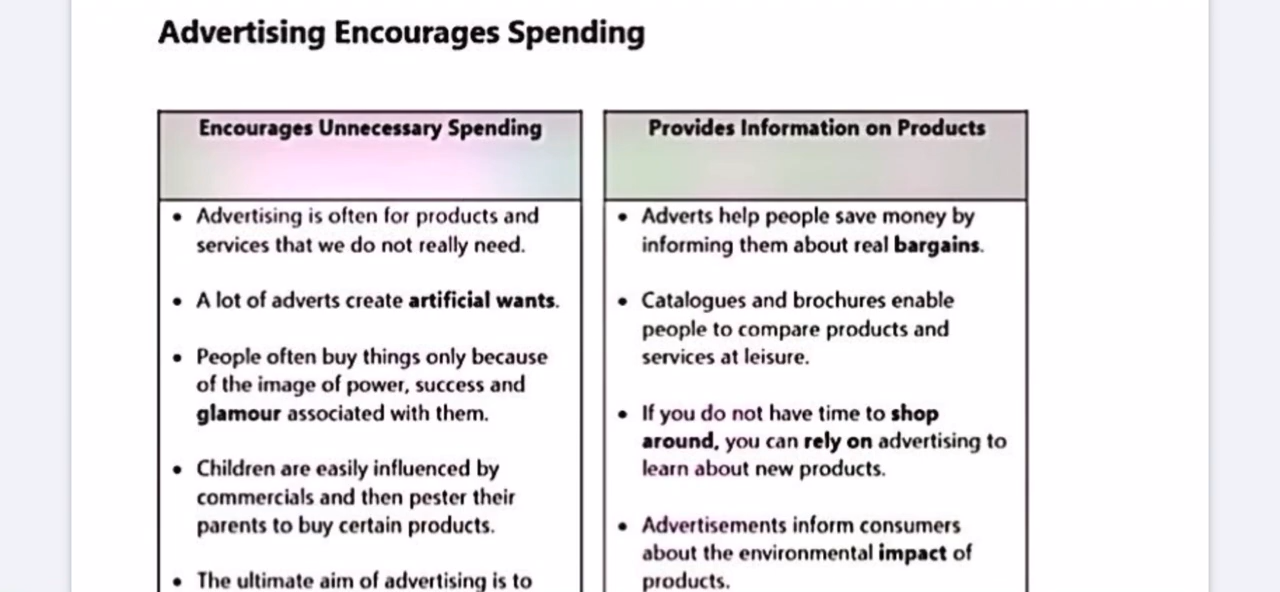 Advertising Encourages Spending
Encourages Unnecessary Spending
• Advertising is often for products and
services that we do not really need.
• A lot of adverts create artificial wants.
• People often buy things only because
of the image of power, success and
glamour associated with them.
• Children are easily influenced by
commercials and then pester their
parents to buy certain products.
• The ultimate aim of advertising is to
Provides Information on Products
• Adverts help people save money by
informing them about real bargains.
• Catalogues and brochures enable
people to compare products and
services at leisure.
• If you do not have time to shop
around, you can rely on advertising to
learn about new products.
• Advertisements inform consumers
about the environmental impact of
products.